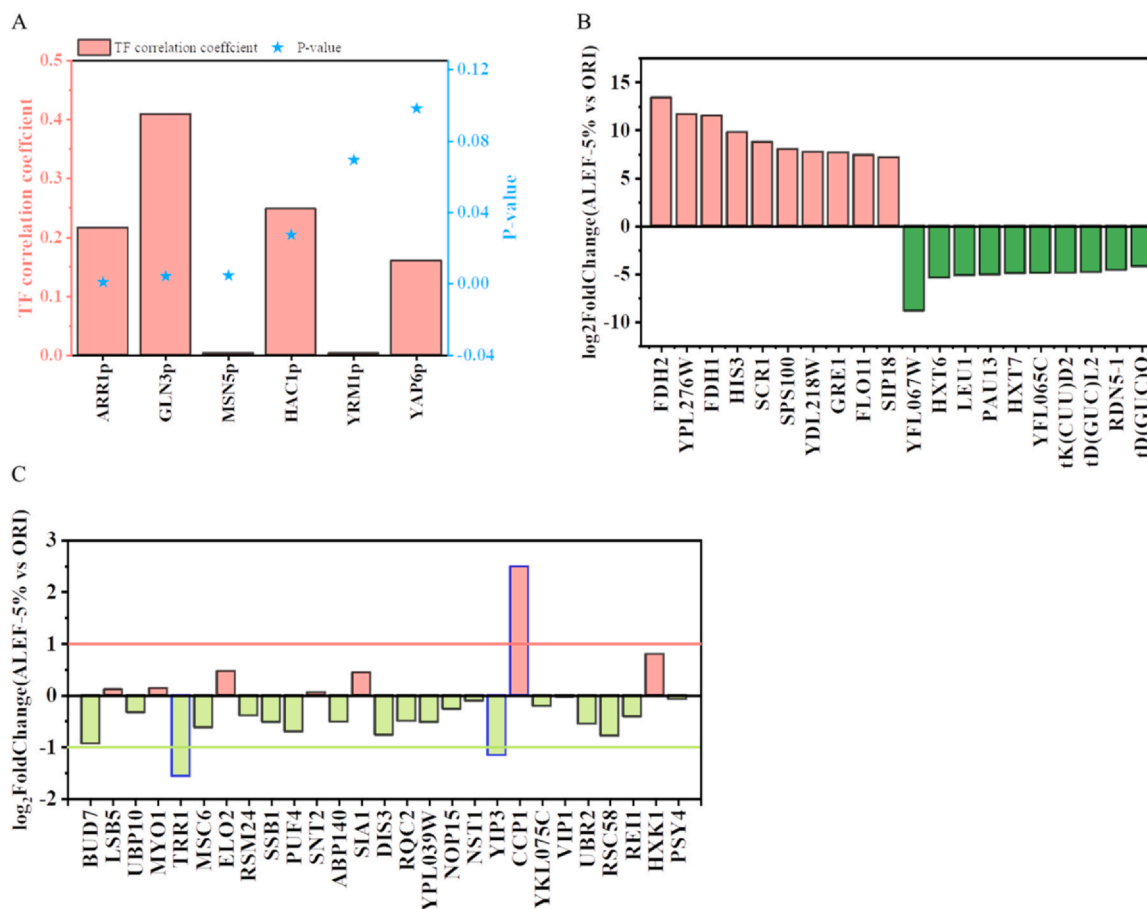 A
TF correlation coeffcient P-value
0.5
0.4
0.3
0.2
0.1
0.0
TF correlation coeffcient
0.12
0.08
0.04
0.00
-0.04
P-value
ARR1p
GLN3p
MSN5p
HAC1p
YRM1p
YAP6p
B
log2FoldChange(ALEF-5% vs ORI)
15
10
5
0
-5
-10
FDH2
YPL276W
FDH1
HIS3
SCR1
SPS100
YDL218W
GRE1
FLO11
SIP18
YFL067W
HXT6
LEU1
PAU13
HXT7
YFL065C
tK(CUU)D2
tD(GUC)L2
RDN5-1
tD(GUC)O
C
log2FoldChange(ALEF-5% vs ORI)
3
2
1
0
-1
-2
BUD7
LSB5
UBP10
MYO1
TRR1
MSC6
ELO2
RSM24
SSB1
PUF4
SNT2
ABP140
SIA1
DIS3
RQC2
YPL039W
NOP15
NST1
YIP3
CCP1
YKL075C
VIP1
UBR2
RSC58
REI1
HXK1
PSY4